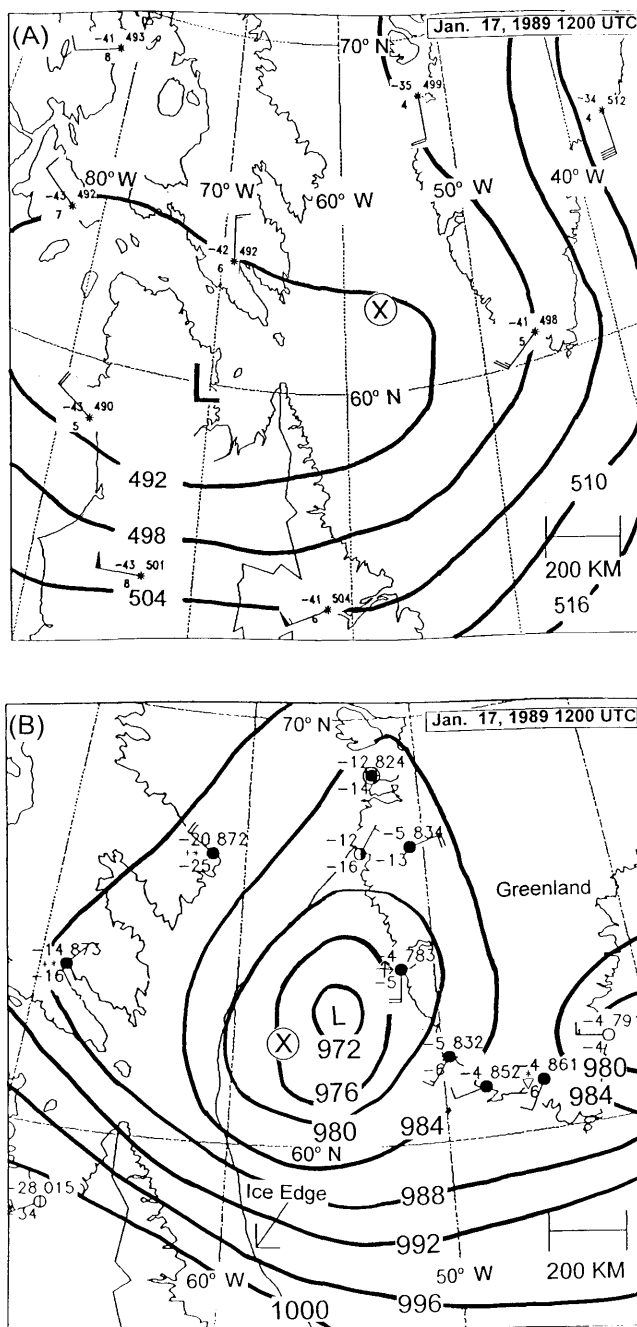 (A)
Jan. 17, 1989 1200 UTC
70° N
-41 493
8
-35 499
4
-34 512
4
80° W
70° W
60° W
50° W
40° W
-43 492
7
-42 492
6
X
-41 498
5
L
60° N
-43 490
5
492
498
510
-43 501
8
504
-41 504
6
200 KM
516
(B)
Jan. 17, 1989 1200 UTC
70° N
-12 824
-14
-20 872
-25
-12
-16
-5 834
-13
Greenland
-14 873
-16
-4 783
-5
L
X
972
-5 832
-6
-4 852
-4 861
-6
-4 791
-4
976
980
984
980
984
60° N
-28 015
34
Ice Edge
988
992
60° W
50° W
200 KM
1000
996